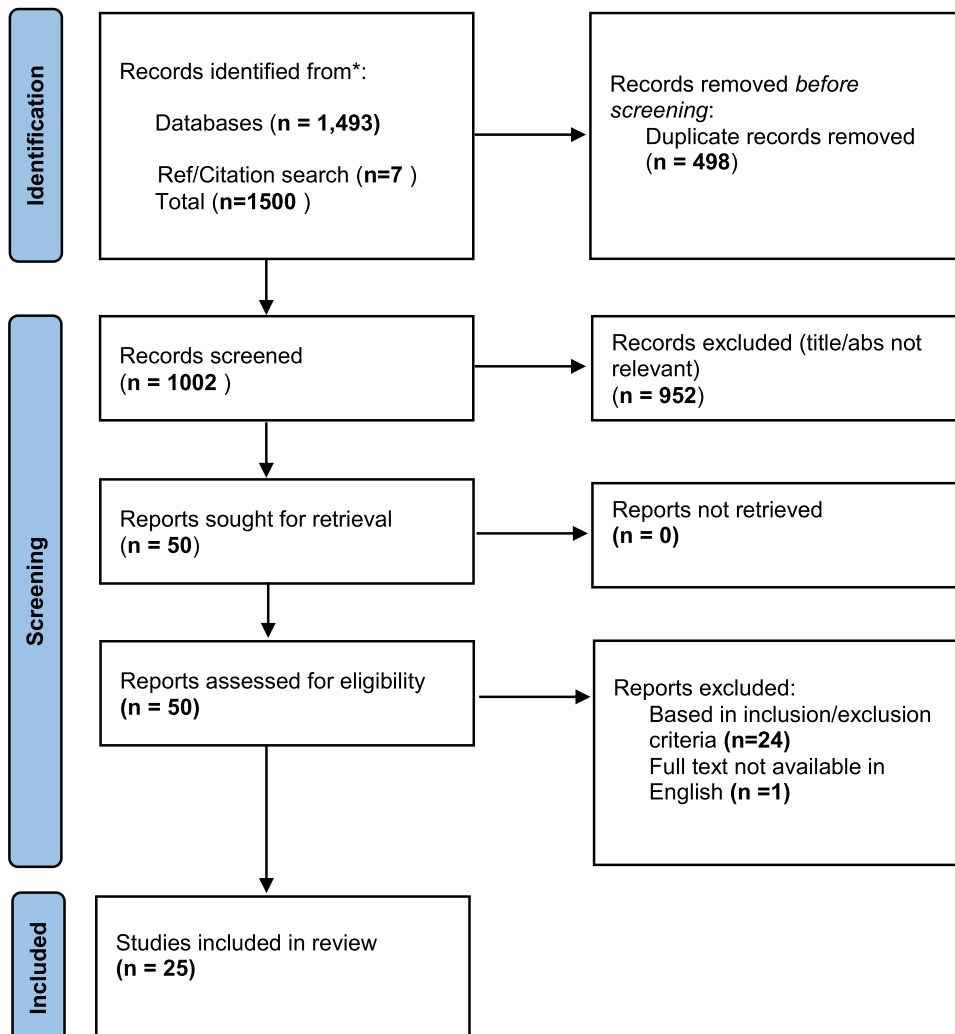 Identification
Records identified from*:
Databases (n = 1,493)
Ref/Citation search (n=7 )
Total (n=1500 )
Records removed before
screening:
Duplicate records removed
(n = 498)
Screening
Records screened
(n = 1002 )
Records excluded (title/abs not
relevant)
(n = 952)
Reports sought for retrieval
(n = 50)
Reports not retrieved
(n = 0)
Reports assessed for eligibility
(n = 50)
Reports excluded:
Based in inclusion/exclusion
criteria (n=24)
Full text not available in
English (n =1)
Included
Studies included in review
(n = 25)